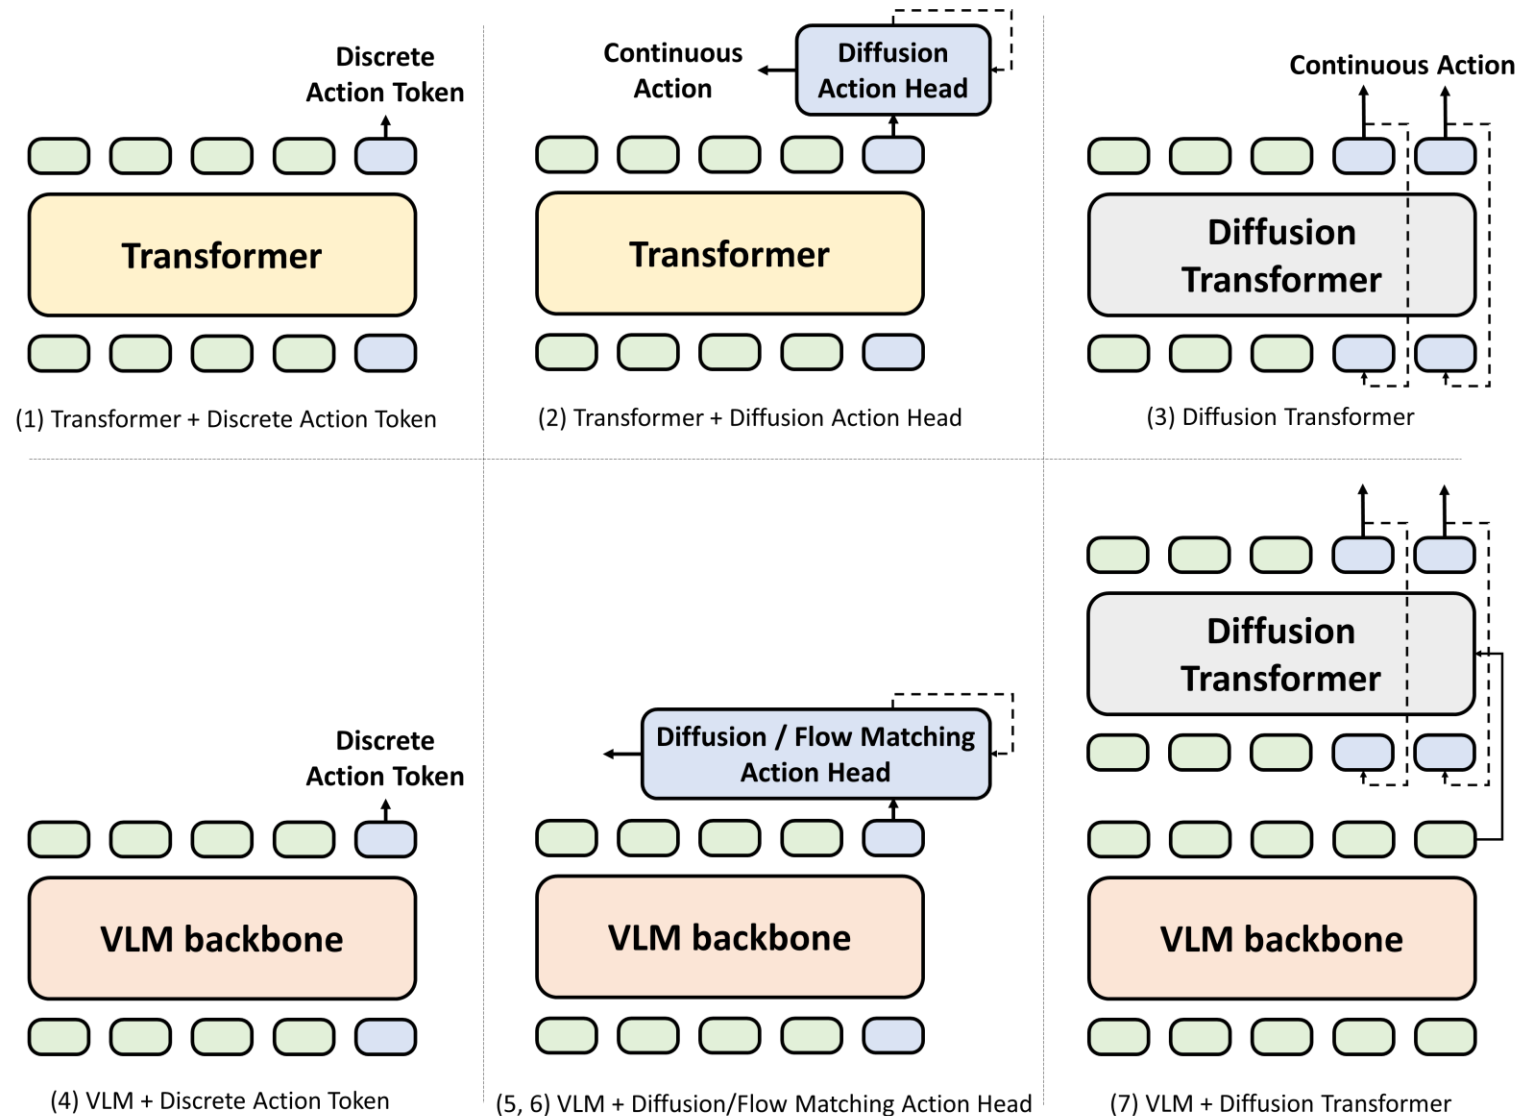 Discrete
Action Token
Transformer
(1) Transformer + Discrete Action Token
Continuous
Action
Diffusion
Action Head
Transformer
(2) Transformer + Diffusion Action Head
Continuous Action
Diffusion
Transformer
(3) Diffusion Transformer
Discrete
Action Token
VLM backbone
(4) VLM + Discrete Action Token
Diffusion / Flow Matching
Action Head
VLM backbone
(5, 6) VLM + Diffusion/Flow Matching Action Head
Diffusion
Transformer
VLM backbone
(7) VLM + Diffusion Transformer